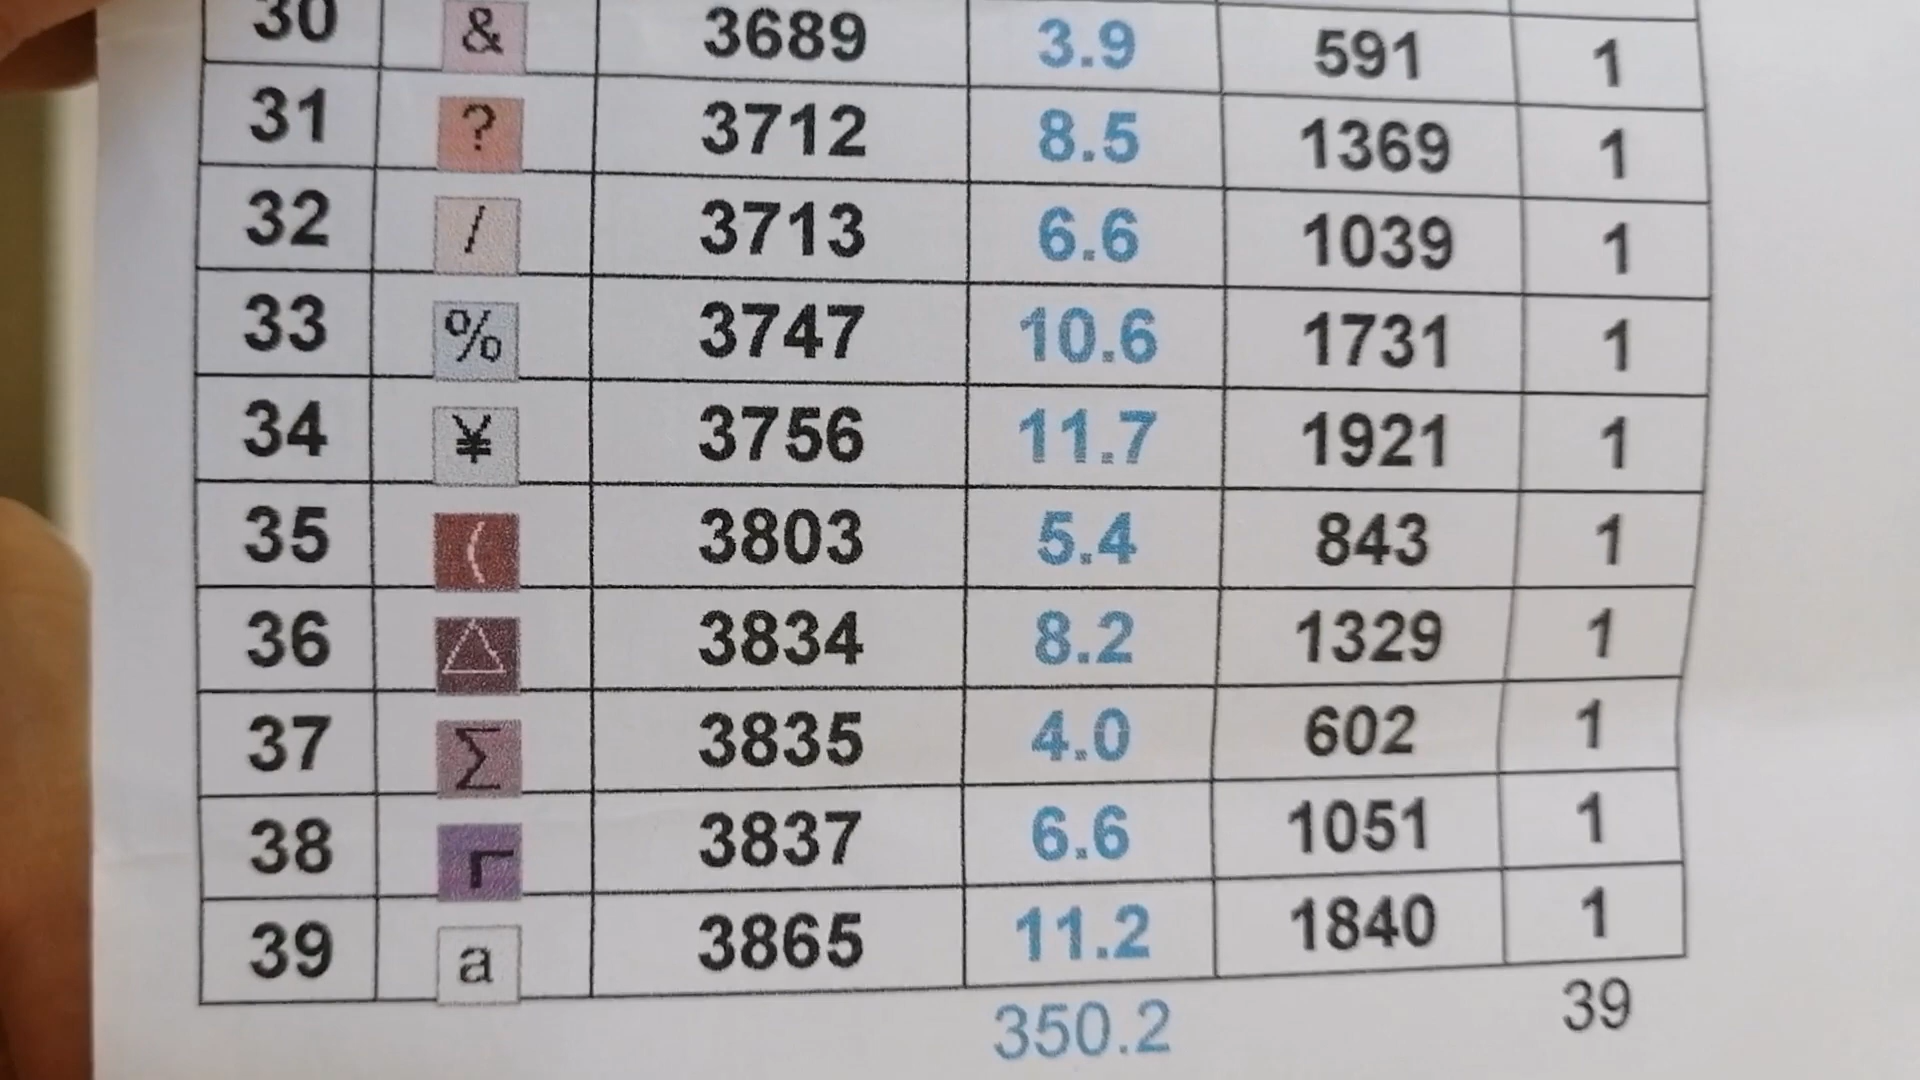 30 & 3689 3.9 591 1
31 ? 3712 8.5 1369 1
32 / 3713 6.6 1039 1
33 % 3747 10.6 1731 1
34 ¥ 3756 11.7 1921 1
35 ( 3803 5.4 843 1
36 △ 3834 8.2 1329 1
37 Σ 3835 4.0 602 1
38 Г 3837 6.6 1051 1
39 a 3865 11.2 1840 1
350.2 39